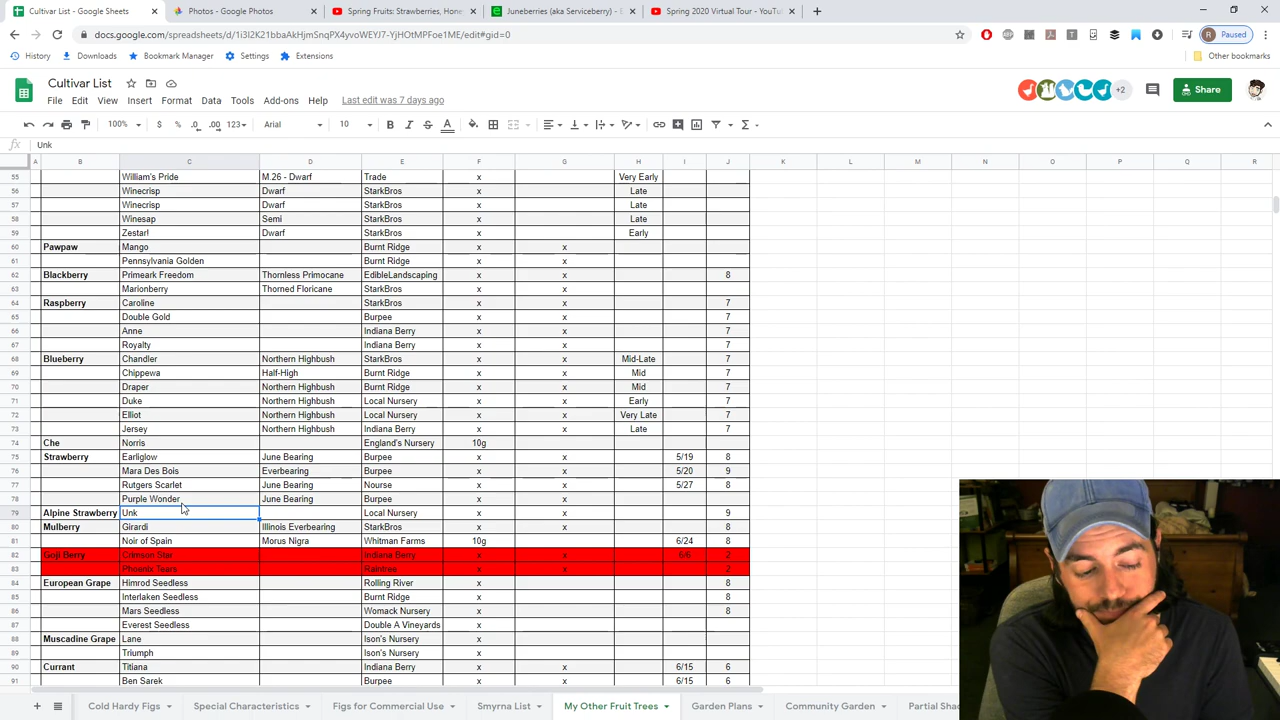 Cultivar List - Google Sheets
Photos - Google Photos
Spring Fruits: Strawberries, Hone
Juneberries (aka Serviceberry) - E
Spring 2020 Virtual Tour - YouTu
docs.google.com/spreadsheets/d/1i3I2K21bbaAkHjmSnqPX4yvoWEYJ7-YjHOtMPFoe1ME/edit#gid=0
R Paused
History Downloads Bookmark Manager Settings Extensions Other bookmarks
Cultivar List
+2
Share
File Edit View Insert Format Data Tools Add-ons Help Last edit was 7 days ago
100% $ % .0 .00 123 Arial 10 B I S A
fx Unk
A B C D E F G H I J K L M N O P Q R
55 William's Pride M.26 - Dwarf Trade x Very Early
56 Winecrisp Dwarf StarkBros x Late
57 Winecrisp Dwarf StarkBros x Late
58 Winesap Semi StarkBros x Late
59 Zestar! Dwarf StarkBros x Early
60 Pawpaw Mango Burnt Ridge x x
61 Pennsylvania Golden Burnt Ridge x x
62 Blackberry Primeark Freedom Thornless Primocane EdibleLandscaping x x 8
63 Marionberry Thorned Floricane StarkBros x x
64 Raspberry Caroline StarkBros x x 7
65 Double Gold Burpee x x 7
66 Anne Indiana Berry x x 7
67 Royalty Indiana Berry x x 7
68 Blueberry Chandler Northern Highbush StarkBros x x Mid-Late 7
69 Chippewa Half-High Burnt Ridge x x Mid 7
70 Draper Northern Highbush Burnt Ridge x x Mid 7
71 Duke Northern Highbush Local Nursery x x Early 7
72 Elliot Northern Highbush Local Nursery x x Very Late 7
73 Jersey Northern Highbush Indiana Berry x x Late 7
74 Che Norris England's Nursery 10g
75 Strawberry Earliglow June Bearing Burpee x x 5/19 8
76 Mara Des Bois Everbearing Burpee x x 5/20 9
77 Rutgers Scarlet June Bearing Nourse x x 5/27 8
78 Purple Wonder June Bearing Burpee x x
79 Alpine Strawberry Unk Local Nursery x x 9
80 Mulberry Girardi Illinois Everbearing StarkBros x x 8
81 Noir of Spain Morus Nigra Whitman Farms 10g 6/24 8
82 Goji Berry Crimson Star Indiana Berry x x 6/6 2
83 Phoenix Tears Raintree x x 2
84 European Grape Himrod Seedless Rolling River x 8
85 Interlaken Seedless Burnt Ridge x 8
86 Mars Seedless Womack Nursery x 8
87 Everest Seedless Double A Vineyards x
88 Muscadine Grape Lane Ison's Nursery x
89 Triumph Ison's Nursery x
90 Currant Titiana Indiana Berry x x 6/15 6
91 Ben Sarek Burpee x x 6/15 8
Cold Hardy Figs Special Characteristics Figs for Commercial Use Smyrna List My Other Fruit Trees Garden Plans Community Garden Partial Shad